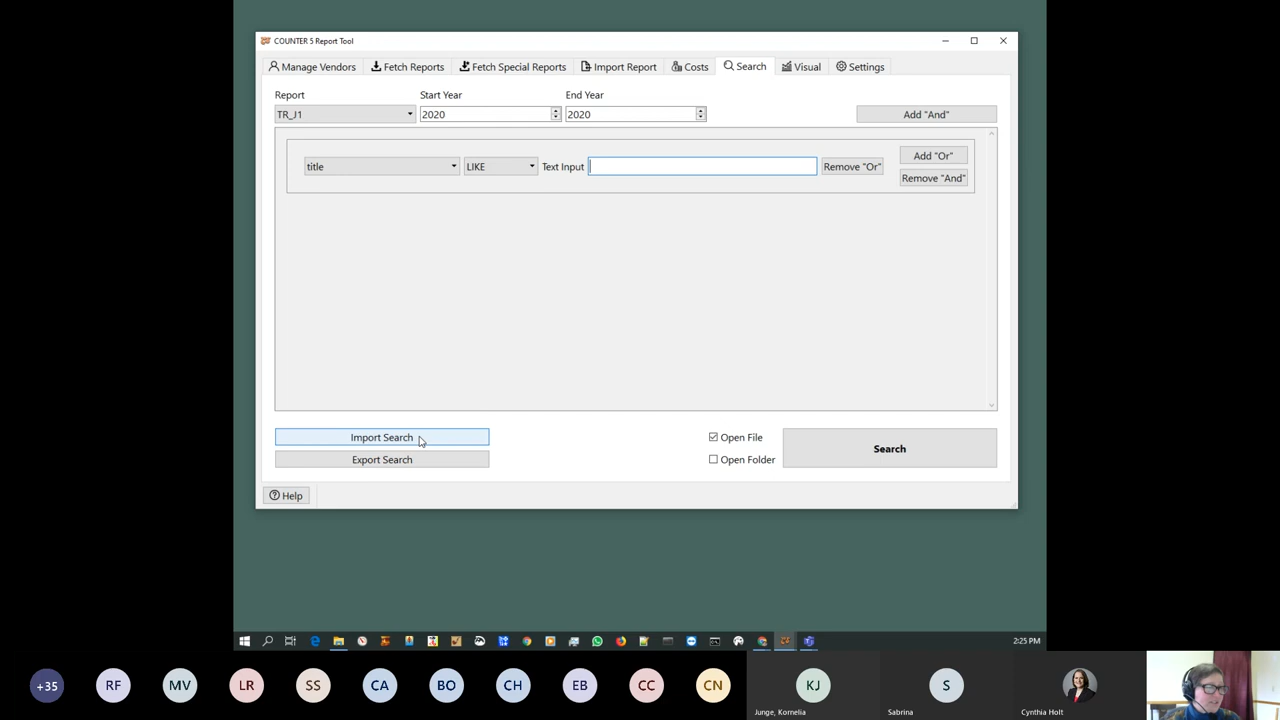 COUNTER 5 Report Tool
Manage Vendors Fetch Reports Fetch Special Reports Import Report Costs Search Visual Settings
Report Start Year End Year
TR_J1 2020 2020 Add "And"
title LIKE Text Input Remove "Or" Add "Or"
Remove "And"
Import Search Open File Search
Export Search Open Folder
Help
2:25 PM
+35 RF MV LR SS CA BO CH EB CC CN KJ S
Junge, Kornelia Sabrina Cynthia Holt